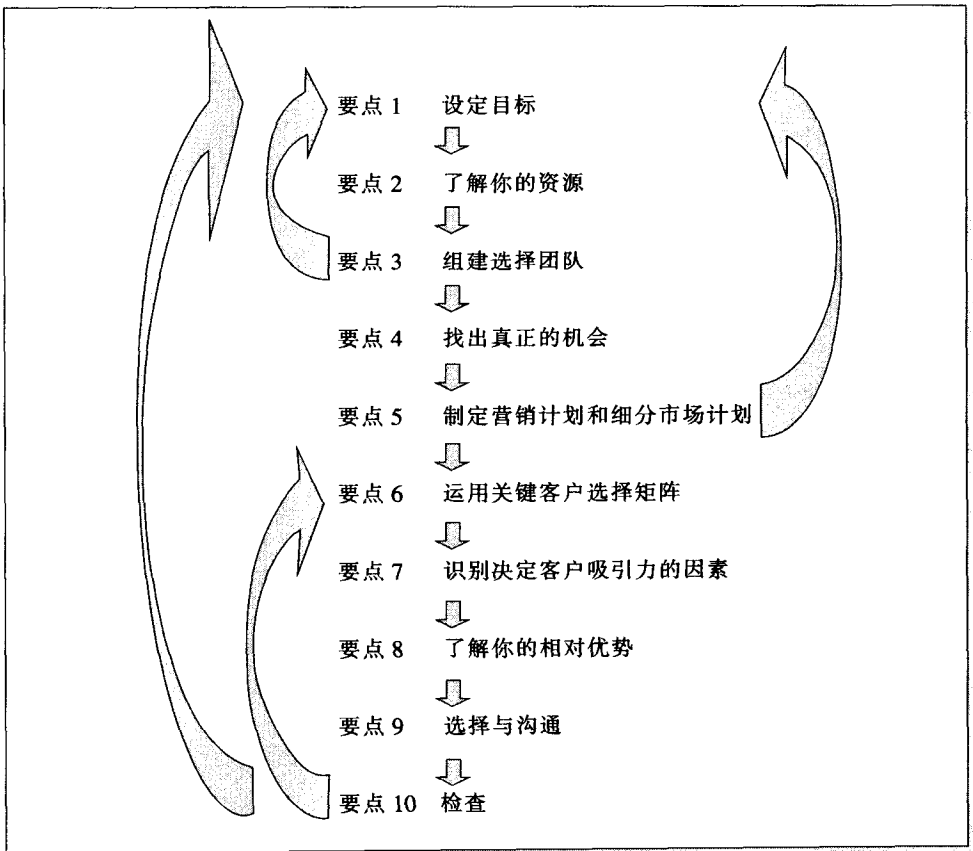 要点 1 设定目标
要点 2 了解你的资源
要点 3 组建选择团队
要点 4 找出真正的机会
要点 5 制定营销计划和细分市场计划
要点 6 运用关键客户选择矩阵
要点 7 识别决定客户吸引力的因素
要点 8 了解你的相对优势
要点 9 选择与沟通
要点 10 检查